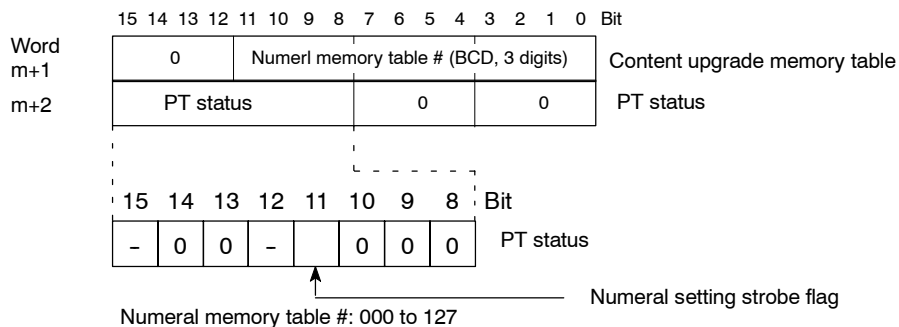 15 14 13 12 11 10 9 8 7 6 5 4 3 2 1 0 Bit
Word m+1 0 Numerl memory table # (BCD, 3 digits) Content upgrade memory table
m+2 PT status 0 0 PT status
15 14 13 12 11 10 9 8 Bit
– 0 0 – 0 0 0 PT status
Numeral setting strobe flag
Numeral memory table #: 000 to 127